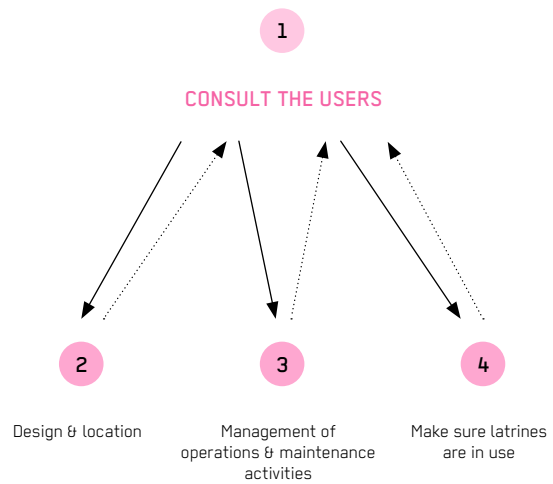 1
CONSULT THE USERS
2
3
4
Design & location
Management of
operations & maintenance
activities
Make sure latrines
are in use